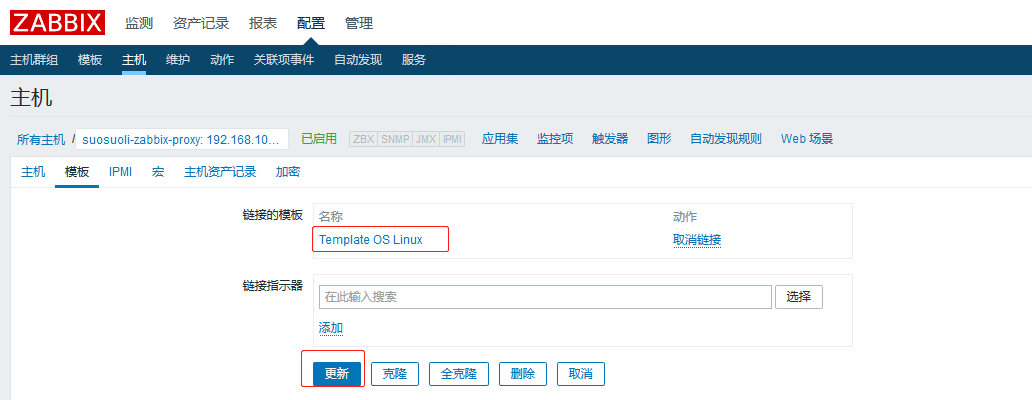 ZABBIX 监测 资产记录 报表 配置 管理
主机群组 模板 主机 维护 动作 关联项事件 自动发现 服务
主机
所有主机 / suosuoli-zabbix-proxy: 192.168.10... 已启用 ZBX SNMP JMX IPMI 应用集 监控项 触发器 图形 自动发现规则 Web 场景
主机 模板 IPMI 宏 主机资产记录 加密
链接的模板 名称 动作
Template OS Linux 取消链接
链接指示器
在此输入搜索 选择
添加
更新 克隆 全克隆 删除 取消